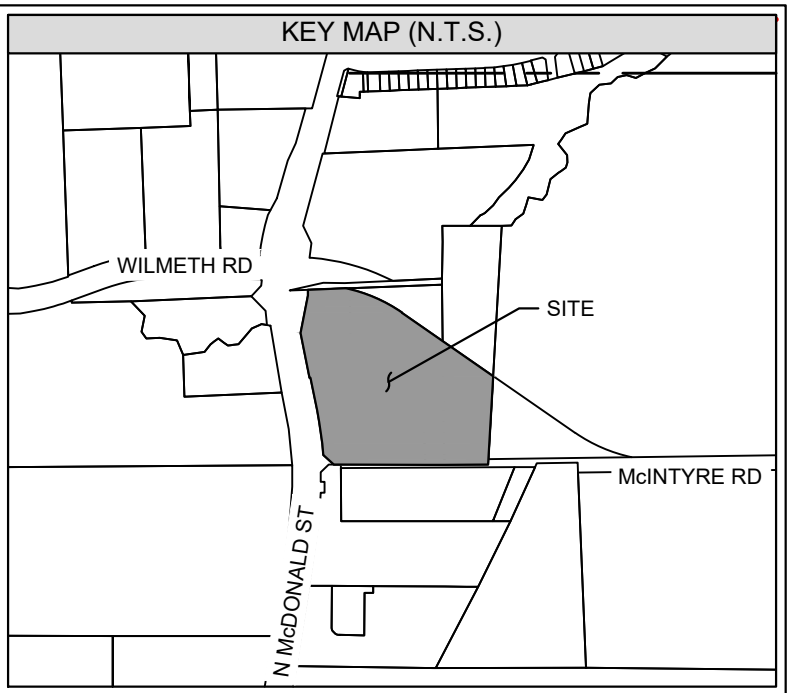 KEY MAP (N.T.S.)
WILMETH RD
SITE
McINTYRE RD
N McDONALD ST